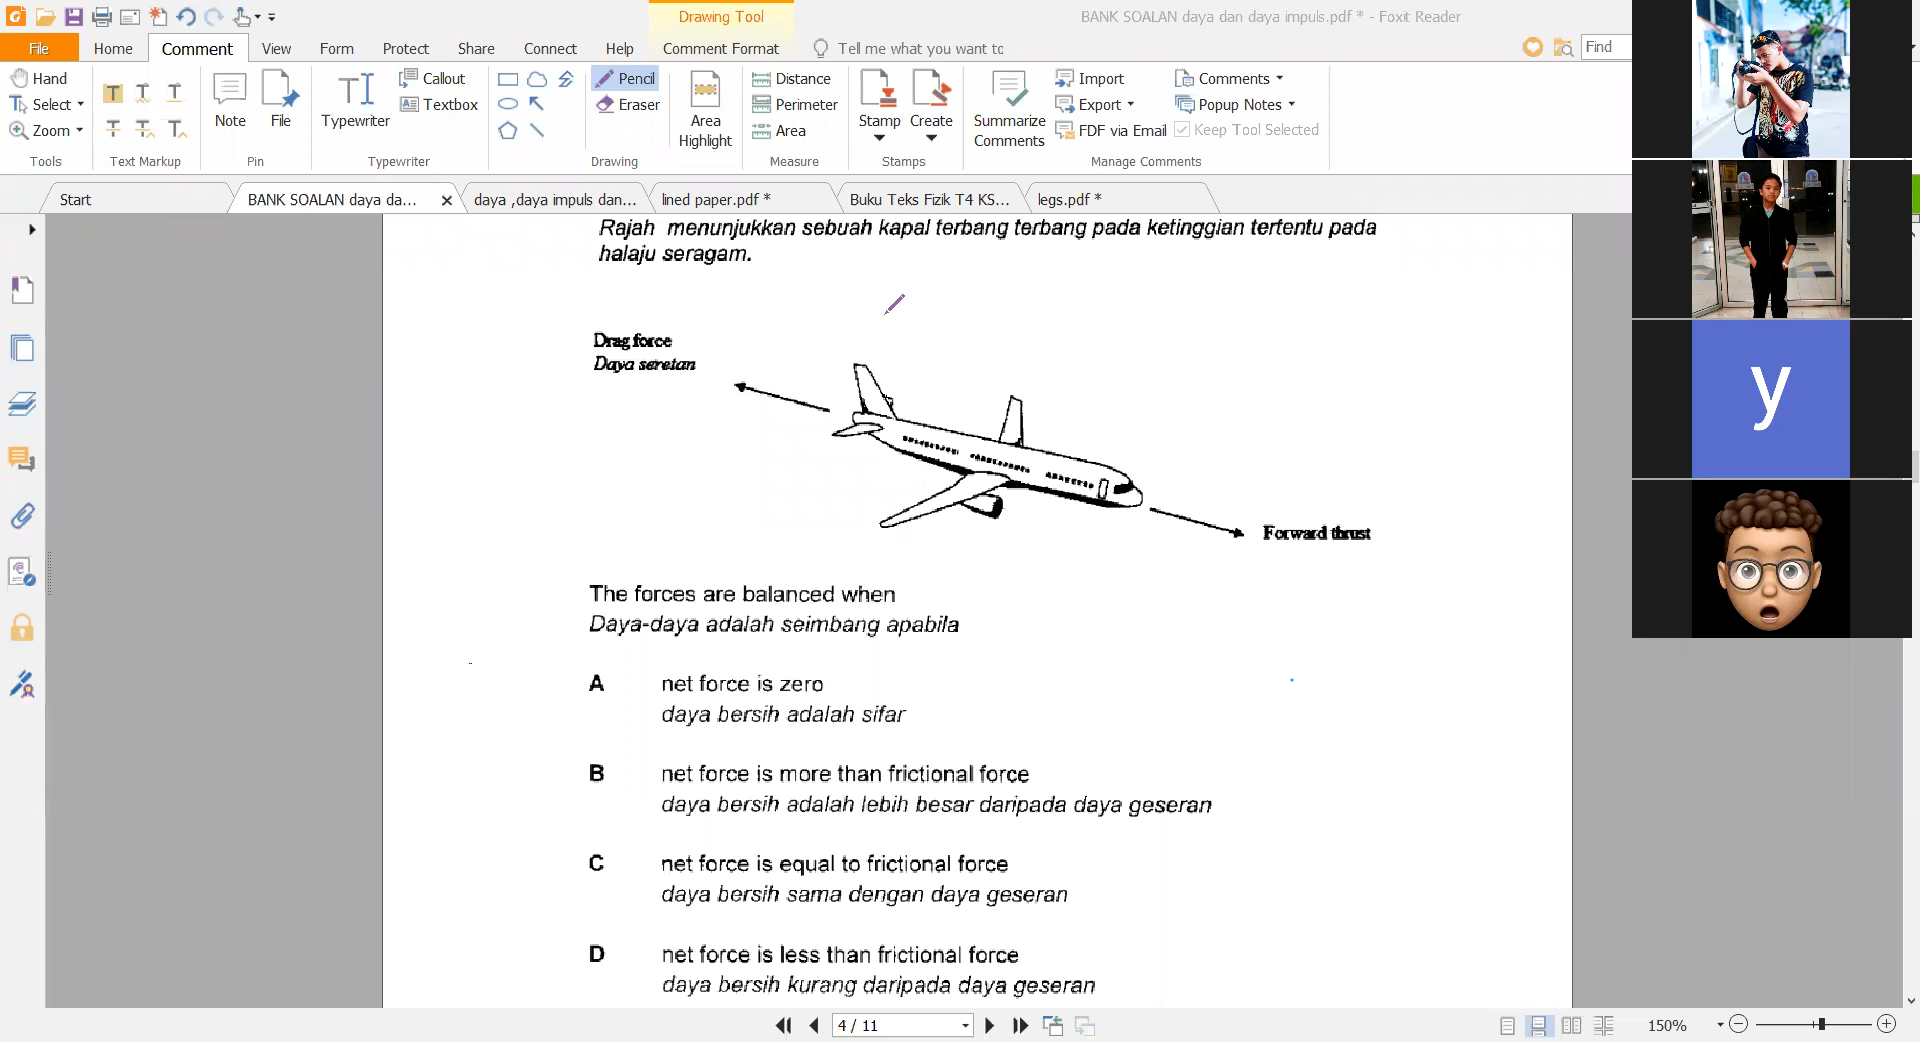 Drawing Tool
BANK SOALAN daya dan daya impuls.pdf * - Foxit Reader
File Home Comment View Form Protect Share Connect Help Comment Format Tell me what you want to Find
Hand
Select
Zoom
Tools
Text Markup
Note
File
Pin
Typewriter
Callout
Textbox
Typewriter
Pencil
Eraser
Drawing
Area
Highlight
Distance
Perimeter
Area
Measure
Stamp
Create
Stamps
Summarize
Comments
Import
Export
FDF via Email
Comments
Popup Notes
Keep Tool Selected
Manage Comments
Start
BANK SOALAN daya da...
daya ,daya impuls dan...
lined paper.pdf *
Buku Teks Fizik T4 KS...
legs.pdf *
Rajah menunjukkan sebuah kapal terbang terbang pada ketinggian tertentu pada
halaju seragam.
Drag force
Daya seretan
Forward thrust
The forces are balanced when
Daya-daya adalah seimbang apabila
A net force is zero
daya bersih adalah sifar
B net force is more than frictional force
daya bersih adalah lebih besar daripada daya geseran
C net force is equal to frictional force
daya bersih sama dengan daya geseran
D net force is less than frictional force
daya bersih kurang daripada daya geseran
y
4 / 11
150%